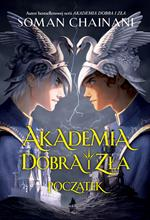 Autor bestsellerowej serii AKADEMIA DOBRA I ZŁA
SOMAN CHAINANI
AKADEMIA
DOBRA I ZŁA
POCZĄTEK